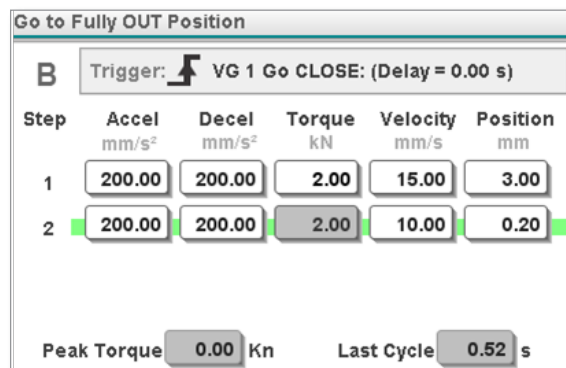 Go to Fully OUT Position
B Trigger: VG 1 Go CLOSE: (Delay = 0.00 s)
Step Accel Decel Torque Velocity Position
mm/s² mm/s² kN mm/s mm
1 200.00 200.00 2.00 15.00 3.00
2 200.00 200.00 2.00 10.00 0.20
Peak Torque 0.00 Kn Last Cycle 0.52 s